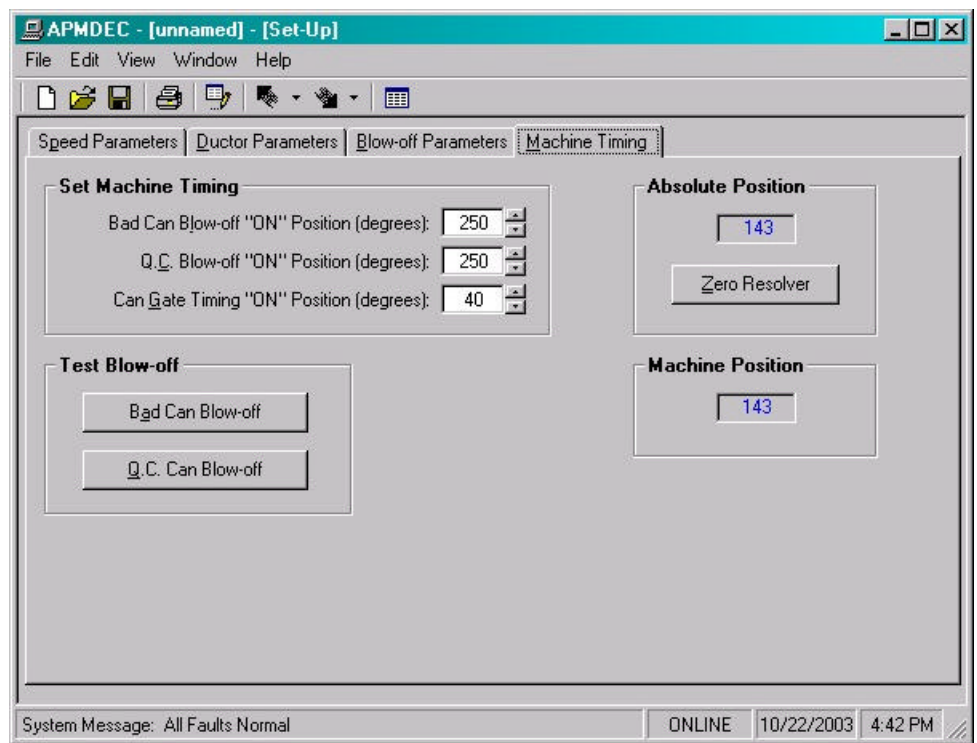 APMDEC - [unnamed] - [Set-Up]
File Edit View Window Help
Speed Parameters Ductor Parameters Blow-off Parameters Machine Timing
Set Machine Timing
Bad Can Blow-off "ON" Position (degrees): 250
Q.C. Blow-off "ON" Position (degrees): 250
Can Gate Timing "ON" Position (degrees): 40
Absolute Position
143
Zero Resolver
Test Blow-off
Bad Can Blow-off
Q.C. Can Blow-off
Machine Position
143
System Message: All Faults Normal ONLINE 10/22/2003 4:42 PM